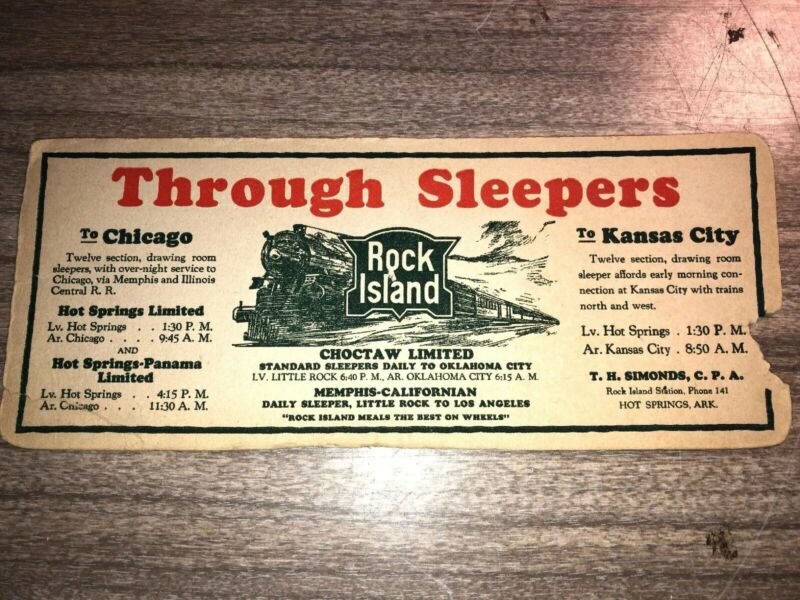 Through Sleepers
To Chicago
Twelve section, drawing room
sleepers, with over-night service to
Chicago, via Memphis and Illinois
Central R. R.
Hot Springs Limited
Lv. Hot Springs . . 1:30 P. M.
Ar. Chicago . . . . 9:45 A. M.
AND
Hot Springs-Panama
Limited
Lv. Hot Springs . . 4:15 P. M.
Ar. Chicago . . . . 11:30 A. M.
Rock
Island
CHOCTAW LIMITED
STANDARD SLEEPERS DAILY TO OKLAHOMA CITY
LV. LITTLE ROCK 6:40 P. M., AR. OKLAHOMA CITY 6:15 A. M.
MEMPHIS-CALIFORNIAN
DAILY SLEEPER, LITTLE ROCK TO LOS ANGELES
"ROCK ISLAND MEALS THE BEST ON WHEELS"
To Kansas City
Twelve section, drawing room
sleeper affords early morning con-
nection at Kansas City with trains
north and west.
Lv. Hot Springs . 1:30 P. M.
Ar. Kansas City . 8:50 A. M.
T. H. SIMONDS, C. P. A.
Rock Island Station, Phone 141
HOT SPRINGS, ARK.